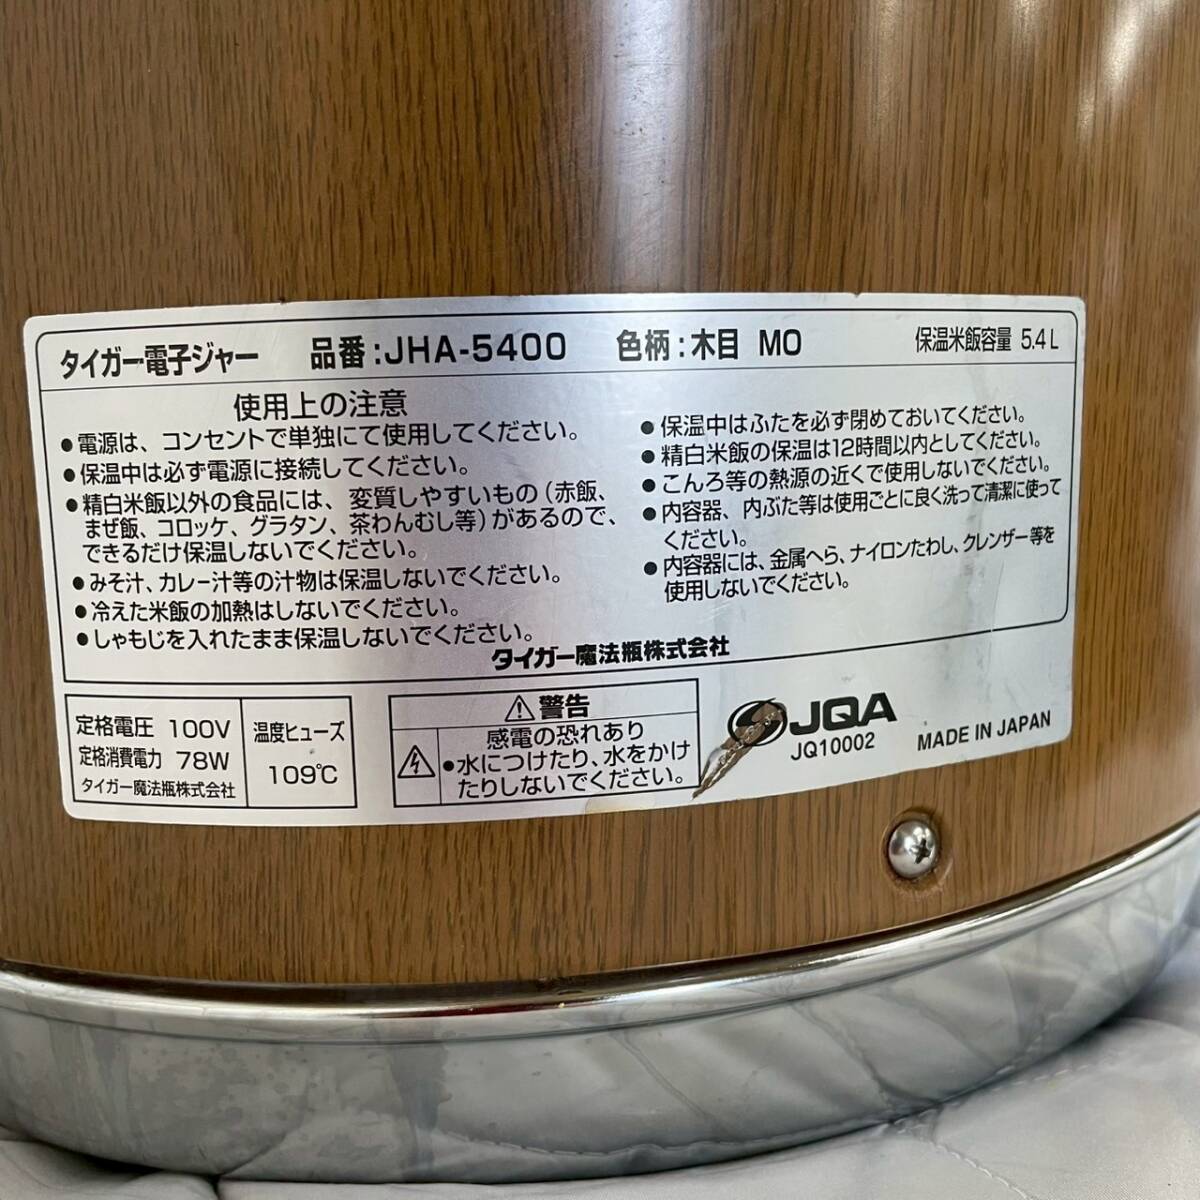 タイガー電子ジャー 品番:JHA-5400 色柄:木目 MO 保温米飯容量 5.4L
使用上の注意
●電源は、コンセントで単独にて使用してください。
●保温中は必ず電源に接続してください。
●精白米飯以外の食品には、変質しやすいもの(赤飯、
まぜ飯、コロッケ、グラタン、茶わんむし等)があるので、
できるだけ保温しないでください。
●みそ汁、カレー汁等の汁物は保温しないでください。
●冷えた米飯の加熱はしないでください。
●しゃもじを入れたまま保温しないでください。
●保温中はふたを必ず閉めておいてください。
●精白米飯の保温は12時間以内としてください。
●こんろ等の熱源の近くで使用しないでください。
●内容器、内ぶた等は使用ごとに良く洗って清潔に使って
ください。
●内容器には、金属へら、ナイロンたわし、クレンザー等を
使用しないでください。
タイガー魔法瓶株式会社
定格電圧 100V
定格消費電力 78W
タイガー魔法瓶株式会社
温度ヒューズ
109℃
警告
感電の恐れあり
●水につけたり、水をかけ
たりしないでください。
JQA
JQ10002
MADE IN JAPAN